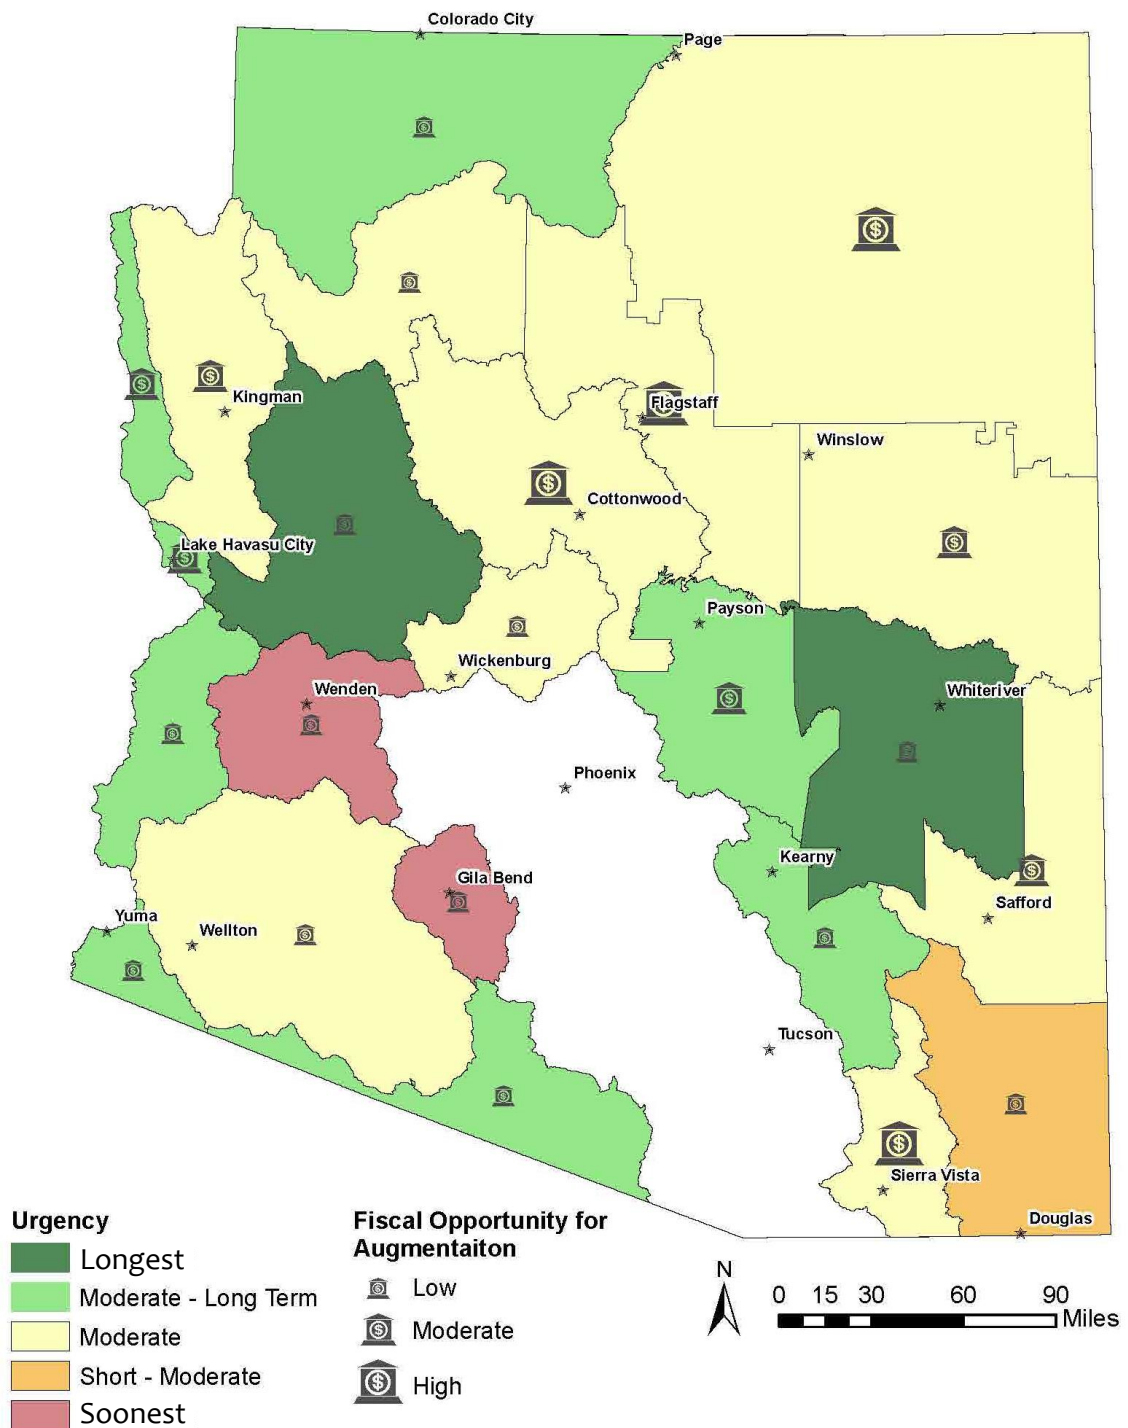 Colorado City
Page
Kingman
Flagstaff
Winslow
Cottonwood
Lake Havasu City
Payson
Wickenburg
Wenden
Whiteriver
Phoenix
Kearny
Gila Bend
Safford
Yuma
Wellton
Tucson
Sierra Vista
Douglas
Urgency
Longest
Moderate - Long Term
Moderate
Short - Moderate
Soonest
Fiscal Opportunity for
Augmentaiton
Low
Moderate
High
N
0 15 30 60 90
Miles